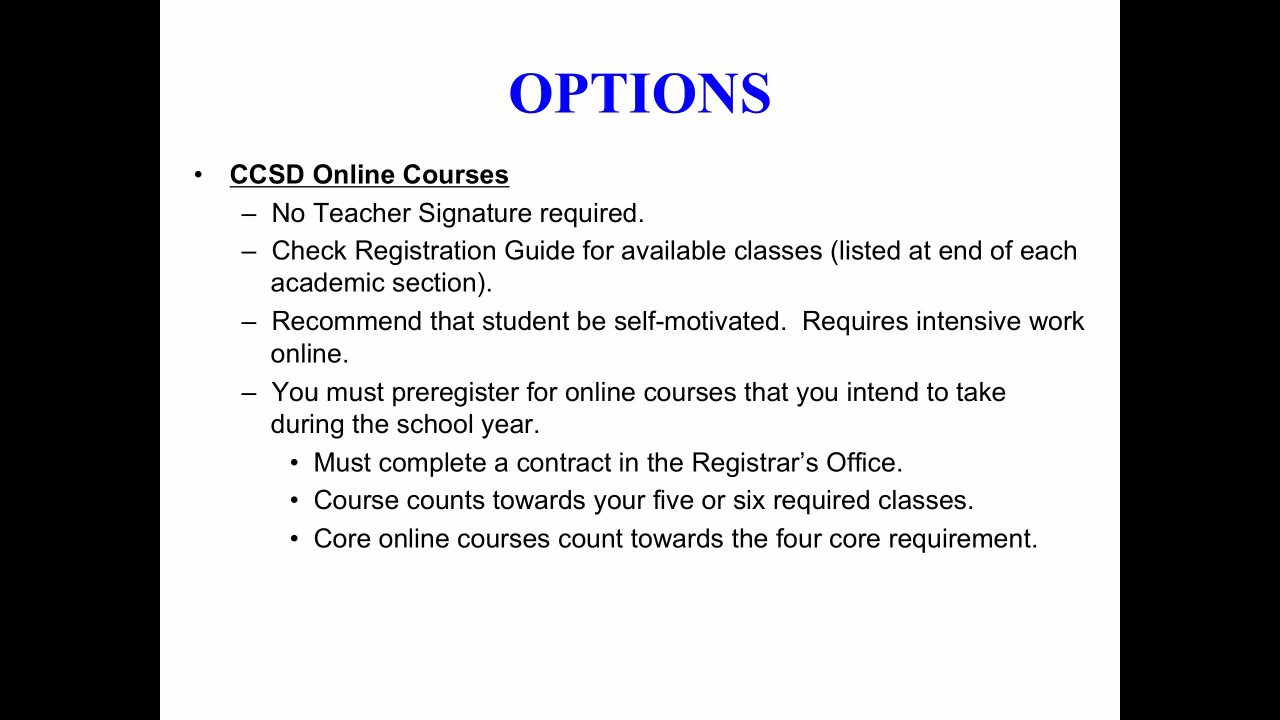 OPTIONS
• CCSD Online Courses
– No Teacher Signature required.
– Check Registration Guide for available classes (listed at end of each
academic section).
– Recommend that student be self-motivated.  Requires intensive work
online.
– You must preregister for online courses that you intend to take
during the school year.
• Must complete a contract in the Registrar’s Office.
• Course counts towards your five or six required classes.
• Core online courses count towards the four core requirement.